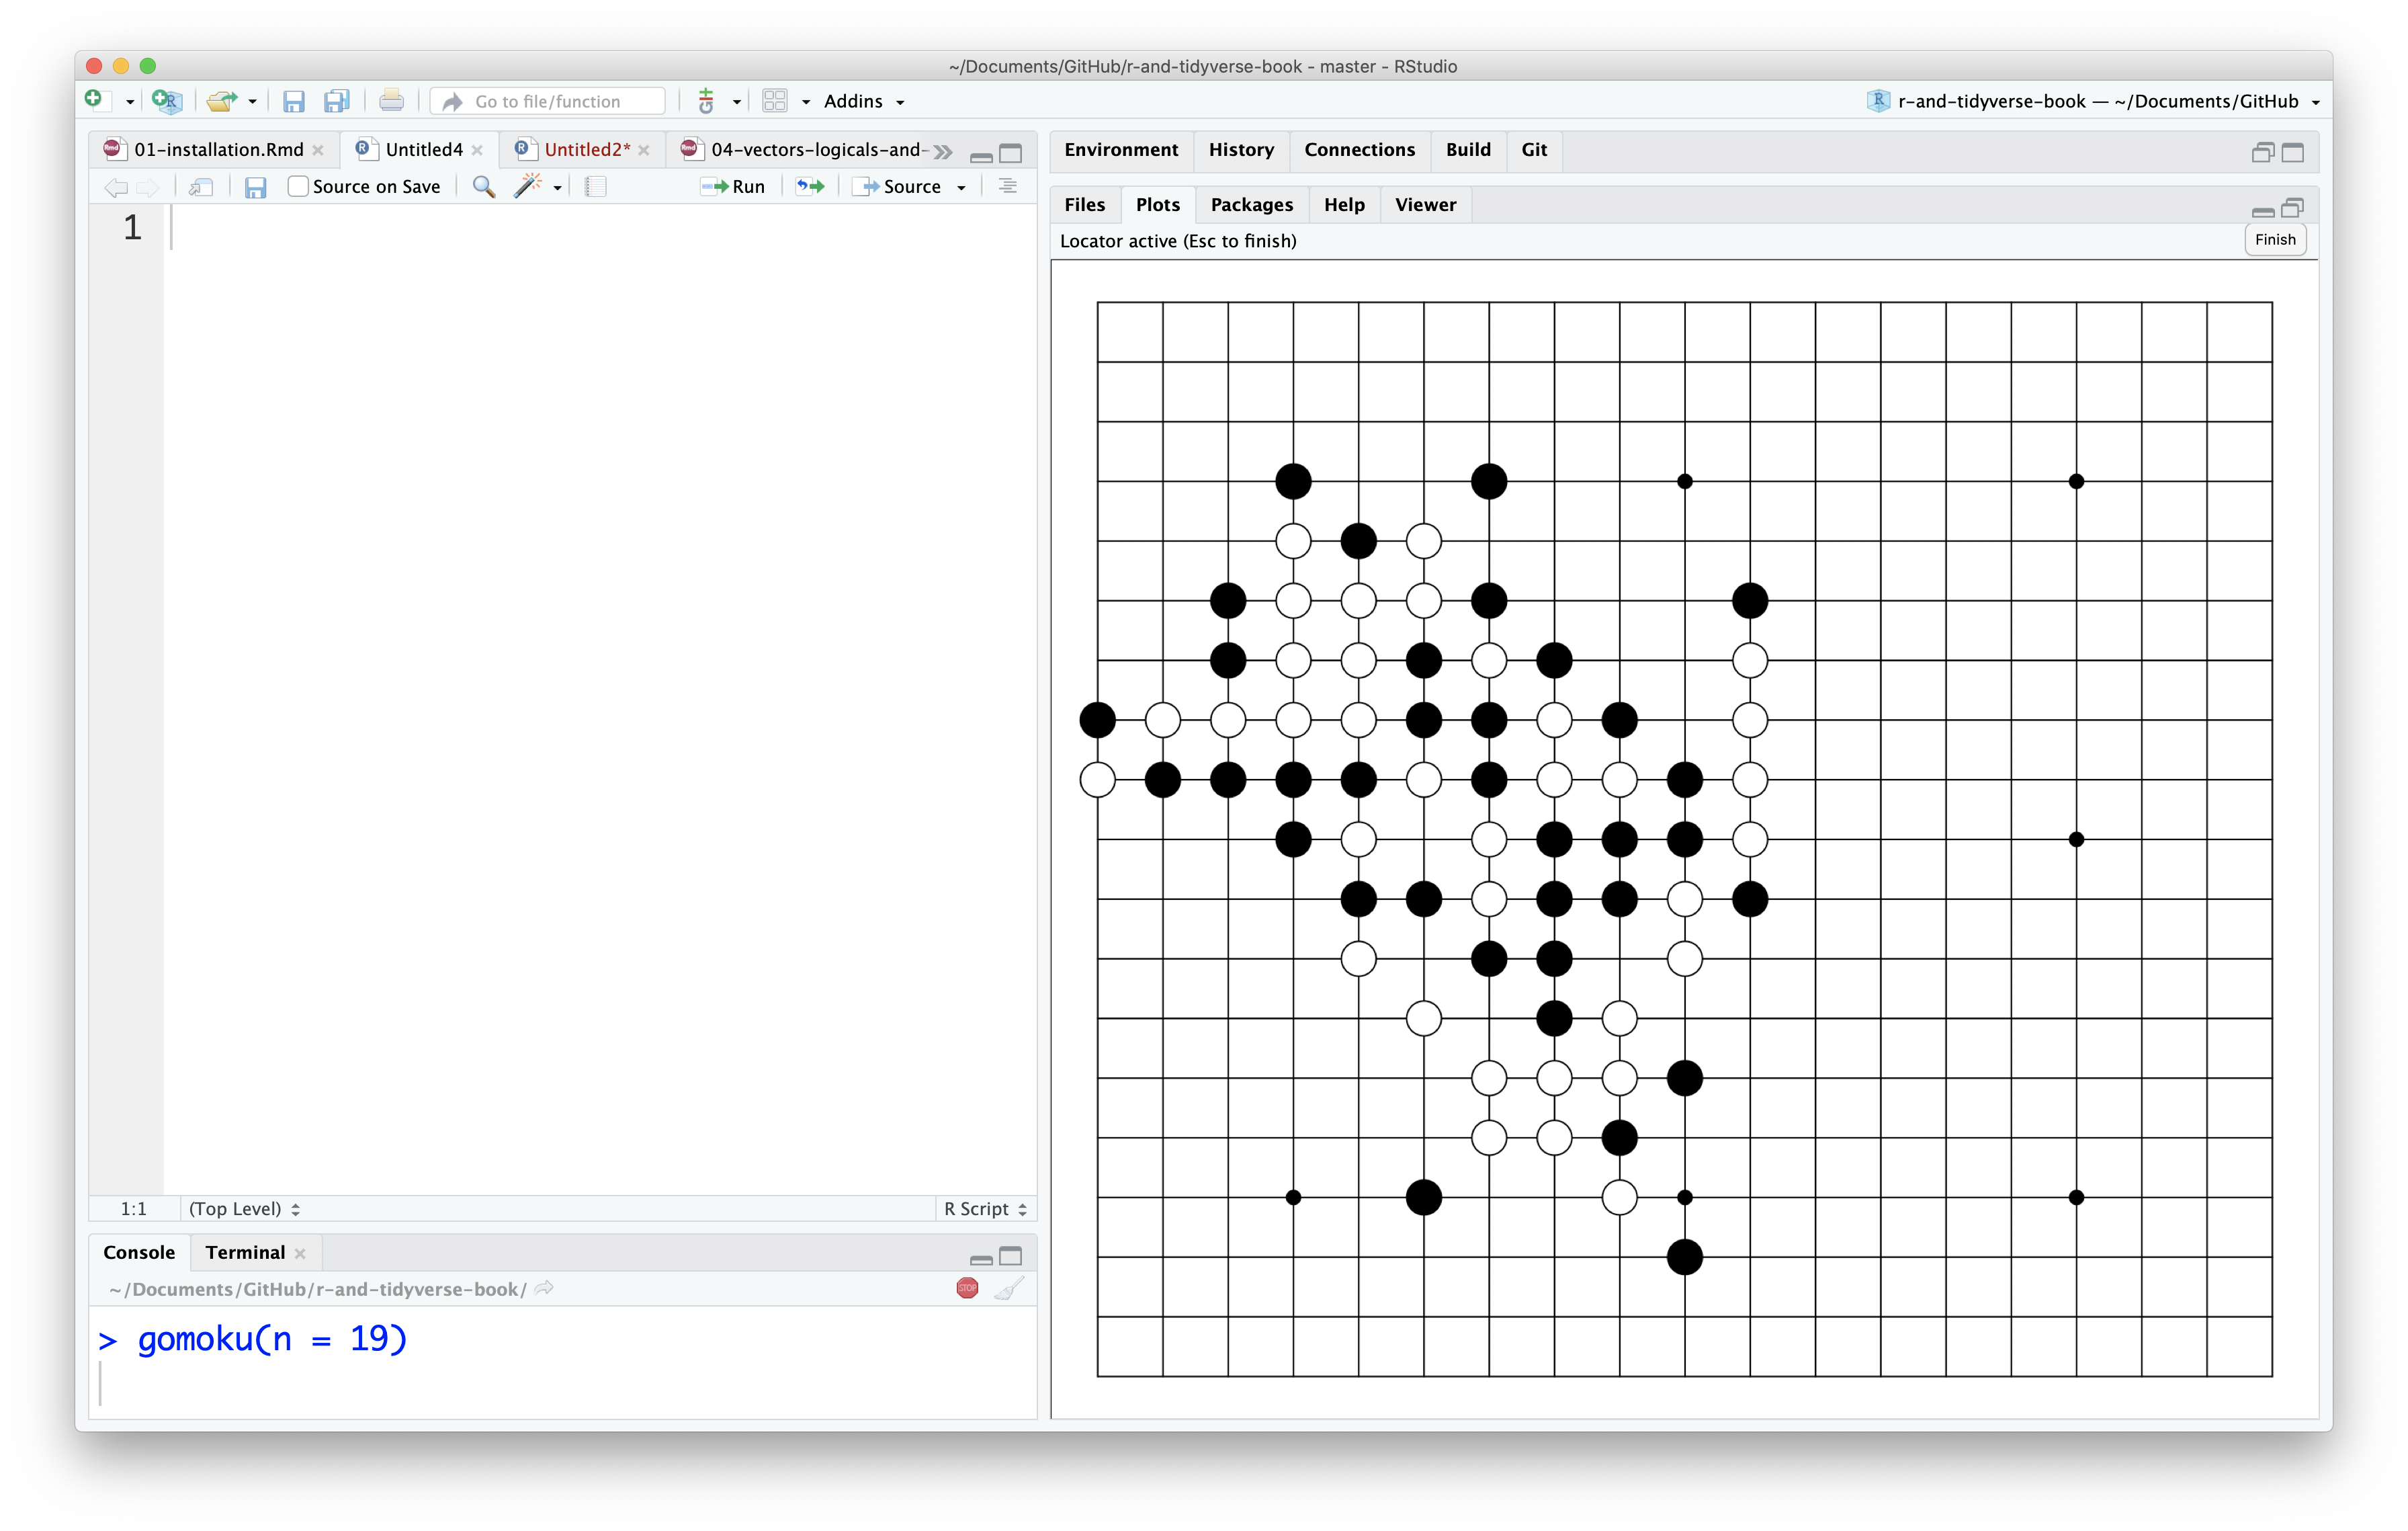 ~/Documents/GitHub/r-and-tidyverse-book - master - RStudio
Go to file/function
Addins
r-and-tidyverse-book — ~/Documents/GitHub
01-installation.Rmd
Untitled4
Untitled2*
04-vectors-logicals-and-
Source on Save
Run
Source
1
1:1
(Top Level)
R Script
Console
Terminal
~/Documents/GitHub/r-and-tidyverse-book/
STOP
> gomoku(n = 19)
Environment
History
Connections
Build
Git
Files
Plots
Packages
Help
Viewer
Locator active (Esc to finish)
Finish